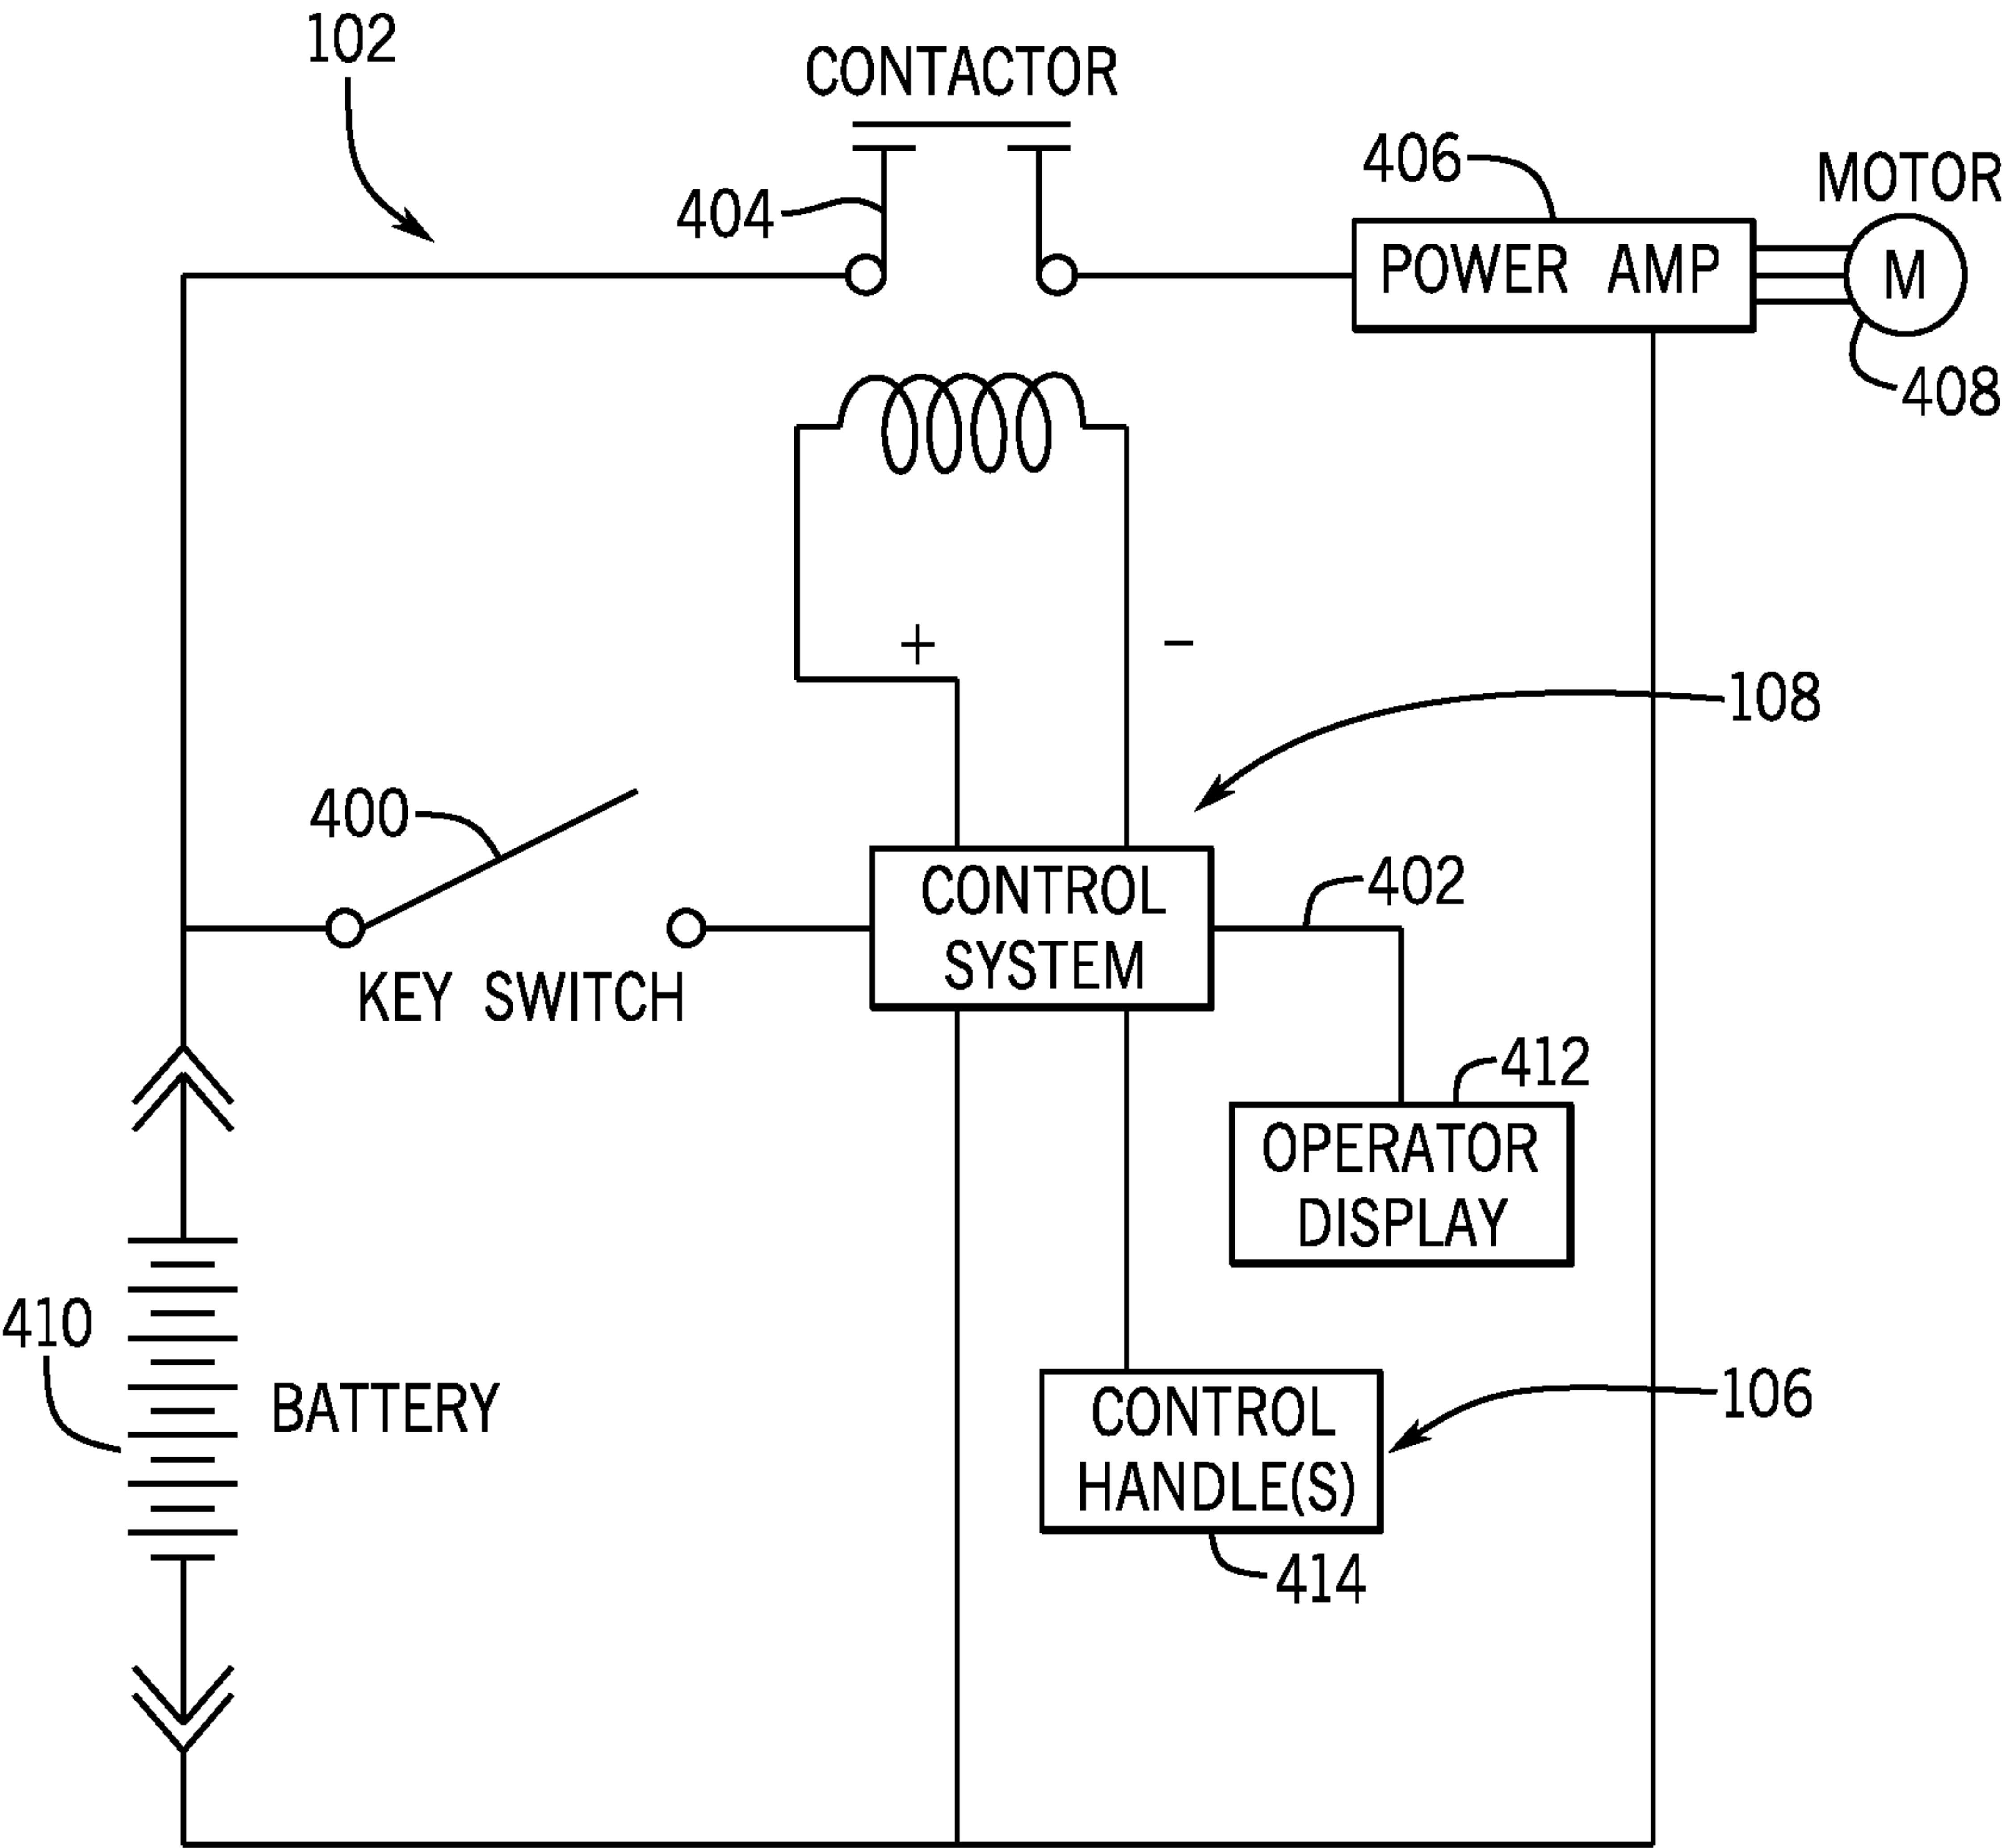 102
CONTACTOR
406
MOTOR
404
POWER AMP
M
408
+
-
108
400
CONTROL
SYSTEM
402
KEY SWITCH
412
OPERATOR
DISPLAY
410
BATTERY
CONTROL
HANDLE(S)
106
414